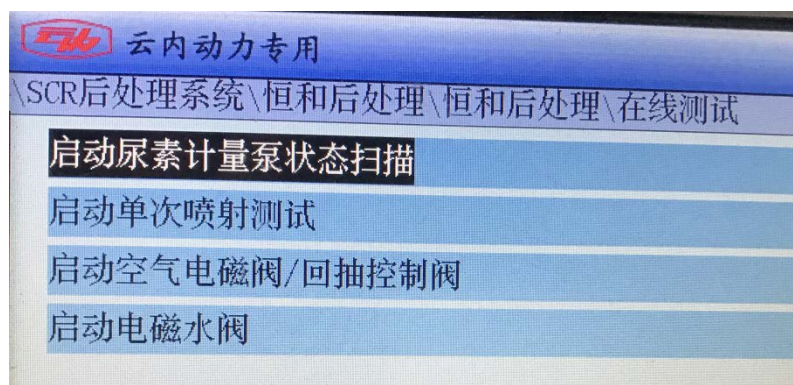 云内动力专用
\SCR后处理系统\恒和后处理\恒和后处理\在线测试
启动尿素计量泵状态扫描
启动单次喷射测试
启动空气电磁阀/回抽控制阀
启动电磁水阀